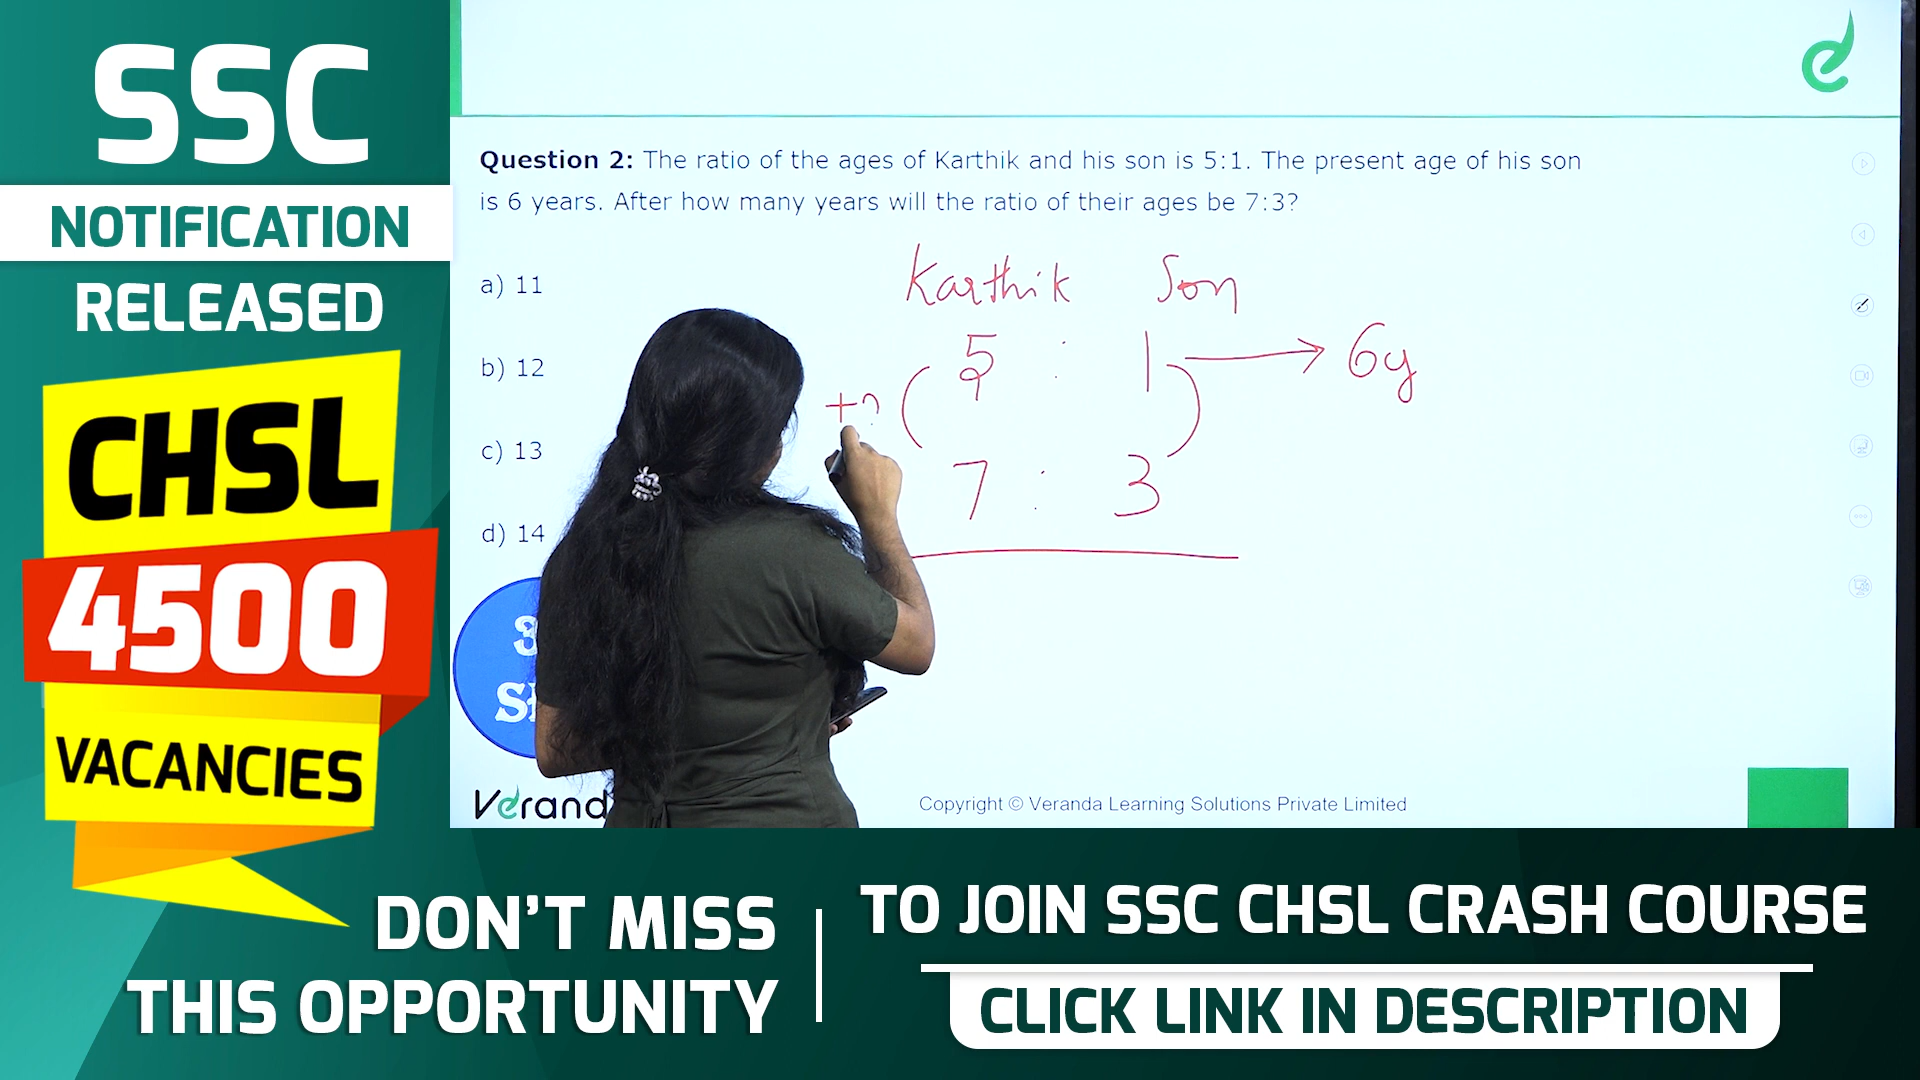 SSC
NOTIFICATION
RELEASED
CHSL
4500
VACANCIES
Question 2: The ratio of the ages of Karthik and his son is 5:1. The present age of his son
is 6 years. After how many years will the ratio of their ages be 7:3?
a) 11
b) 12
c) 13
d) 14
Karthik Son
5 : 1 → 6y
+2
7 : 3
Copyright © Veranda Learning Solutions Private Limited
DON'T MISS
THIS OPPORTUNITY
TO JOIN SSC CHSL CRASH COURSE
CLICK LINK IN DESCRIPTION